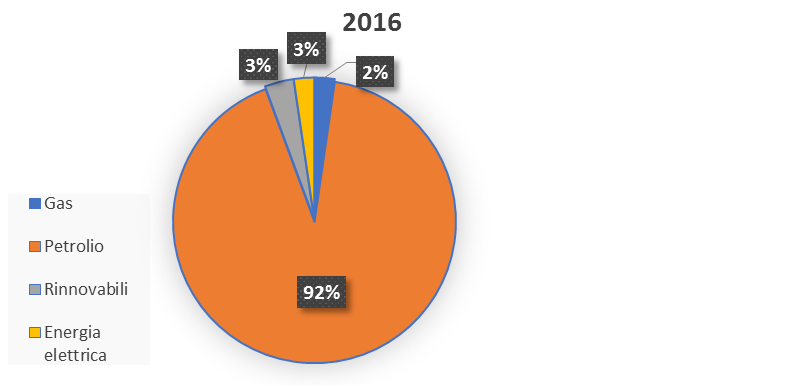 2016
3%
3%
2%
92%
Gas
Petrolio
Rinnovabili
Energia
elettrica